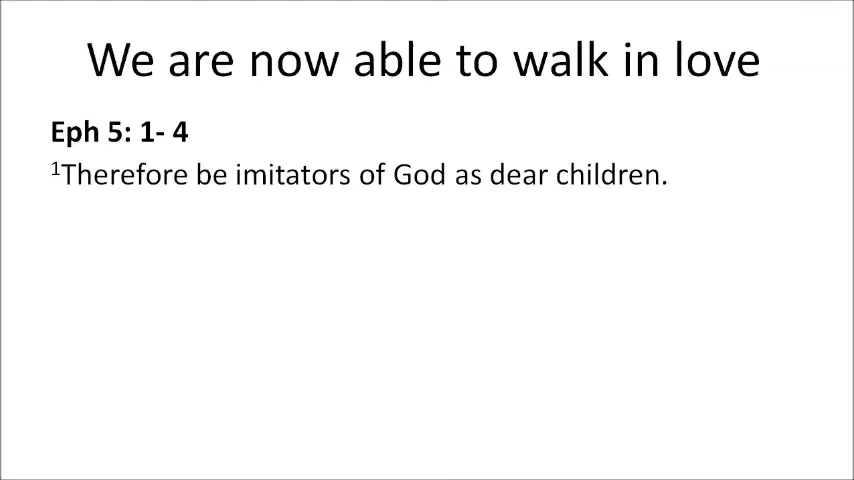 We are now able to walk in love
Eph 5: 1- 4
¹Therefore be imitators of God as dear children.